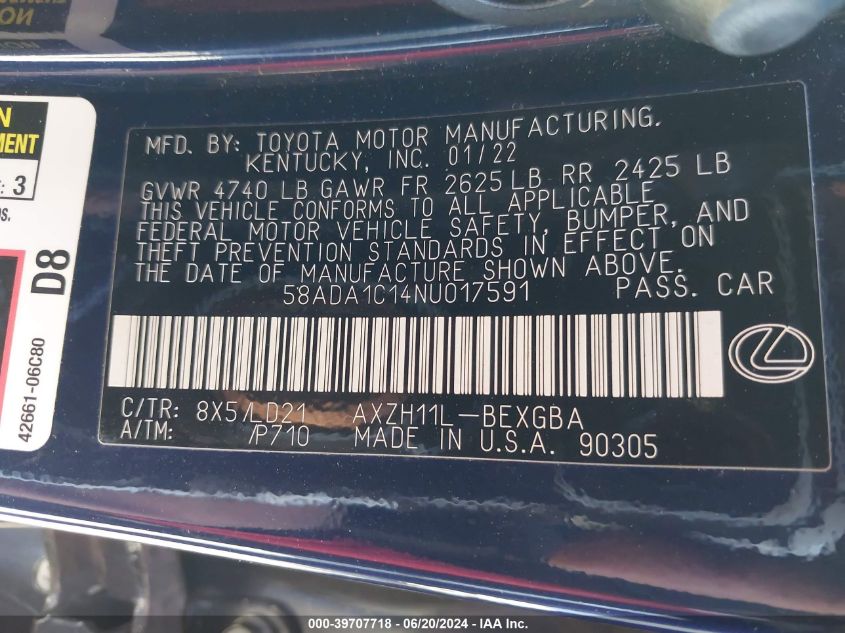 MFD. BY: TOYOTA MOTOR MANUFACTURING,
KENTUCKY, INC. 01/22
GVWR 4740 LB GAWR FR 2625 LB RR 2425 LB
THIS VEHICLE CONFORMS TO ALL APPLICABLE
FEDERAL MOTOR VEHICLE SAFETY, BUMPER, AND
THEFT PREVENTION STANDARDS IN EFFECT ON
THE DATE OF MANUFACTURE SHOWN ABOVE.
58ADA1C14NU017591 PASS. CAR
C/TR: 8X5/LD21 AXZH11L-BEXGBA
A/TM: /P710 MADE IN U.S.A. 90305
MENT
: 3
D8
42661-06C80
000-39707718 - 06/20/2024 - IAA Inc.